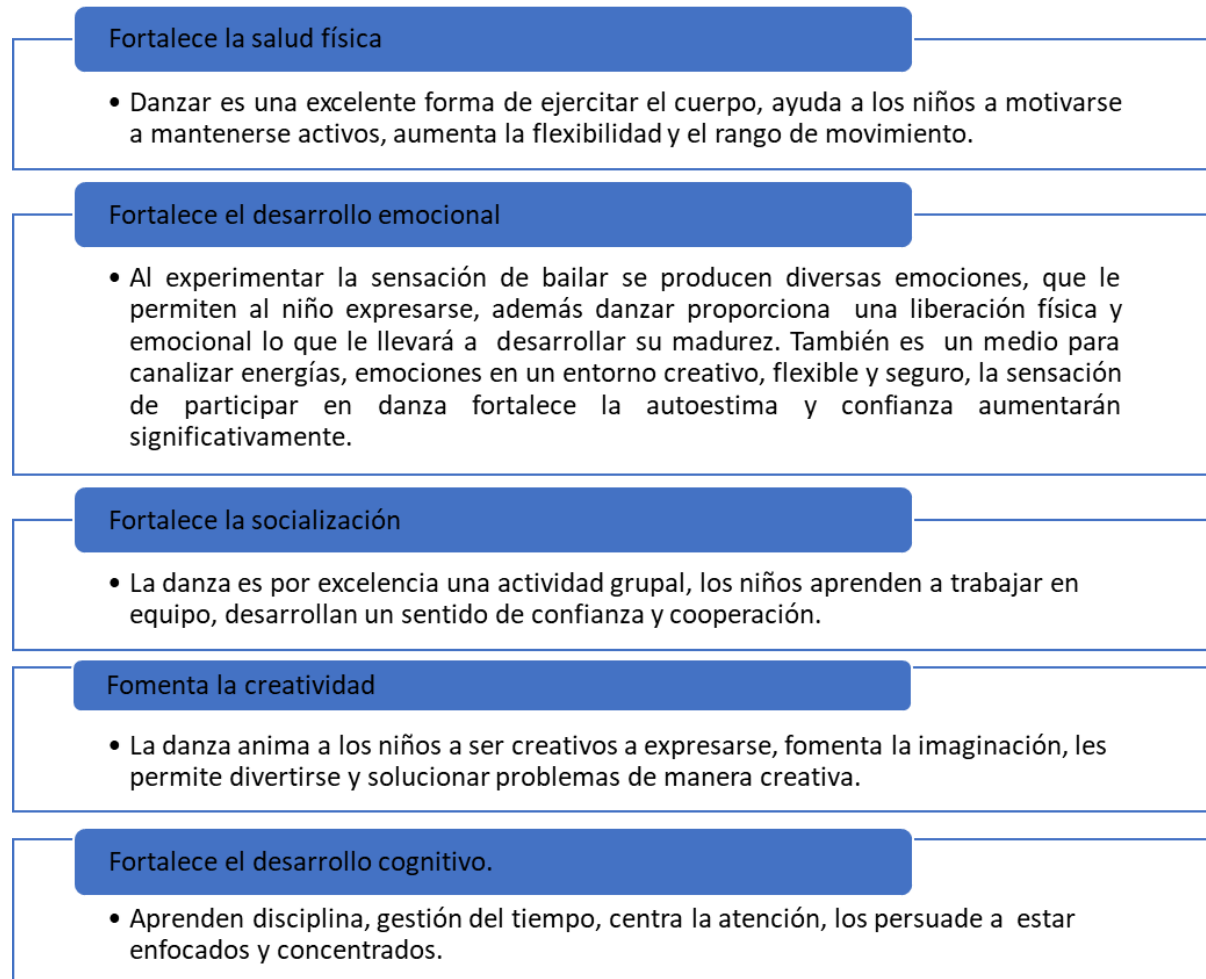 Fortalece la salud física
• Danzar es una excelente forma de ejercitar el cuerpo, ayuda a los niños a motivarse
a mantenerse activos, aumenta la flexibilidad y el rango de movimiento.
Fortalece el desarrollo emocional
• Al experimentar la sensación de bailar se producen diversas emociones, que le
permiten al niño expresarse, además danzar proporciona una liberación física y
emocional lo que le llevará a desarrollar su madurez. También es un medio para
canalizar energías, emociones en un entorno creativo, flexible y seguro, la sensación
de participar en danza fortalece la autoestima y confianza aumentarán
significativamente.
Fortalece la socialización
• La danza es por excelencia una actividad grupal, los niños aprenden a trabajar en
equipo, desarrollan un sentido de confianza y cooperación.
Fomenta la creatividad
• La danza anima a los niños a ser creativos a expresarse, fomenta la imaginación, les
permite divertirse y solucionar problemas de manera creativa.
Fortalece el desarrollo cognitivo.
• Aprenden disciplina, gestión del tiempo, centra la atención, los persuade a estar
enfocados y concentrados.